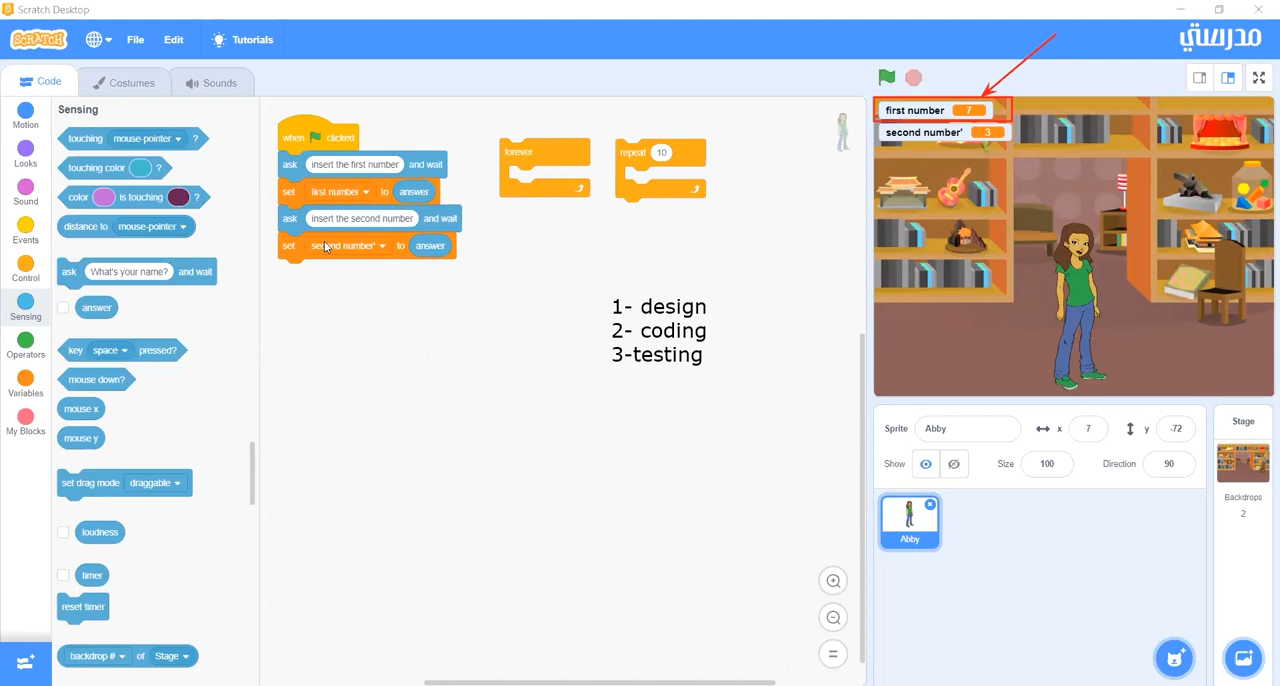 Scratch Desktop
SCRATCH File Edit Tutorials مدرستي
Code Costumes Sounds
Motion
Looks
Sound
Events
Control
Sensing
Operators
Variables
My Blocks
Sensing
touching mouse-pointer ?
touching color ?
color is touching ?
distance to mouse-pointer
ask What's your name? and wait
answer
key space pressed?
mouse down?
mouse x
mouse y
set drag mode draggable
loudness
timer
reset timer
backdrop # of Stage
when clicked
ask insert the first number and wait
set first number to answer
ask insert the second number and wait
set second number' to answer
forever
repeat 10
1- design
2- coding
3-testing
first number 7
second number' 3
Sprite Abby x 7 y -72
Show Size 100 Direction 90
Abby
Stage
Backdrops
2